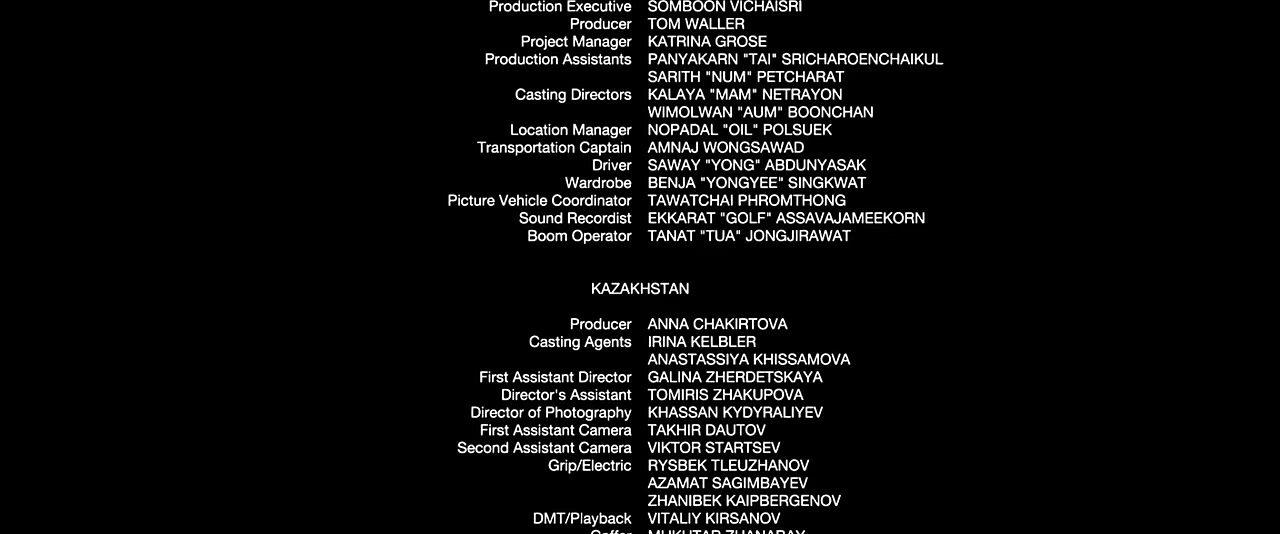 Production Executive SOMBOON VICHAISRI
Producer TOM WALLER
Project Manager KATRINA GROSE
Production Assistants PANYAKARN "TAI" SRICHAROENCHAIKUL
SARITH "NUM" PETCHARAT
Casting Directors KALAYA "MAM" NETRAYON
WIMOLWAN "AUM" BOONCHAN
Location Manager NOPADAL "OIL" POLSUEK
Transportation Captain AMNAJ WONGSAWAD
Driver SAWAY "YONG" ABDUNYASAK
Wardrobe BENJA "YONGYEE" SINGKWAT
Picture Vehicle Coordinator TAWATCHAI PHROMTHONG
Sound Recordist EKKARAT "GOLF" ASSAVAJAMEEKORN
Boom Operator TANAT "TUA" JONGJIRAWAT
KAZAKHSTAN
Producer ANNA CHAKIRTOVA
Casting Agents IRINA KELBLER
ANASTASSIYA KHISSAMOVA
First Assistant Director GALINA ZHERDETSKAYA
Director's Assistant TOMIRIS ZHAKUPOVA
Director of Photography KHASSAN KYDYRALIYEV
First Assistant Camera TAKHIR DAUTOV
Second Assistant Camera VIKTOR STARTSEV
Grip/Electric RYSBEK TLEUZHANOV
AZAMAT SAGIMBAYEV
ZHANIBEK KAIPBERGENOV
DMT/Playback VITALIY KIRSANOV
Gaffer MUKHTAR ZHANABAY